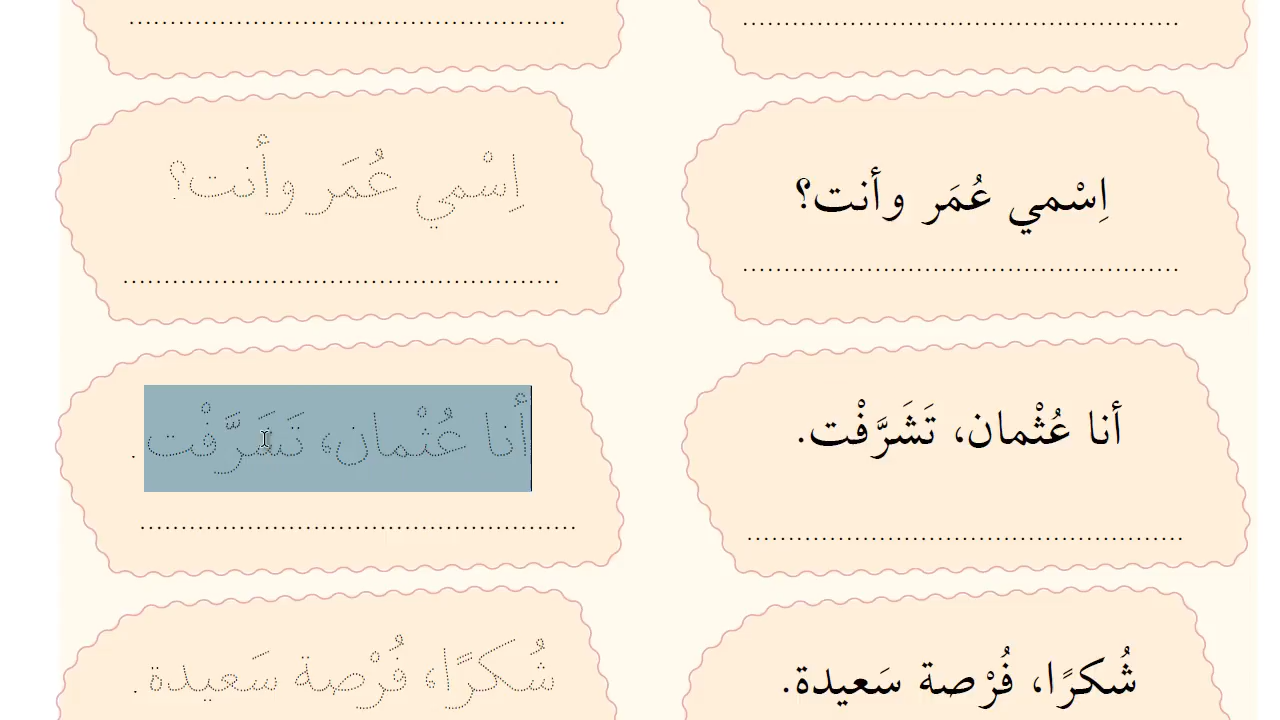 اِسْمي عُمَر وأنت؟
اِسْمي عُمَر وأنت؟
أنا عُثْمان، تَشَرَّفْت.
أنا عُثْمان، تَشَرَّفْت.
شُكرًا، فُرْصة سَعيدة.
شُكرًا، فُرْصة سَعيدة.